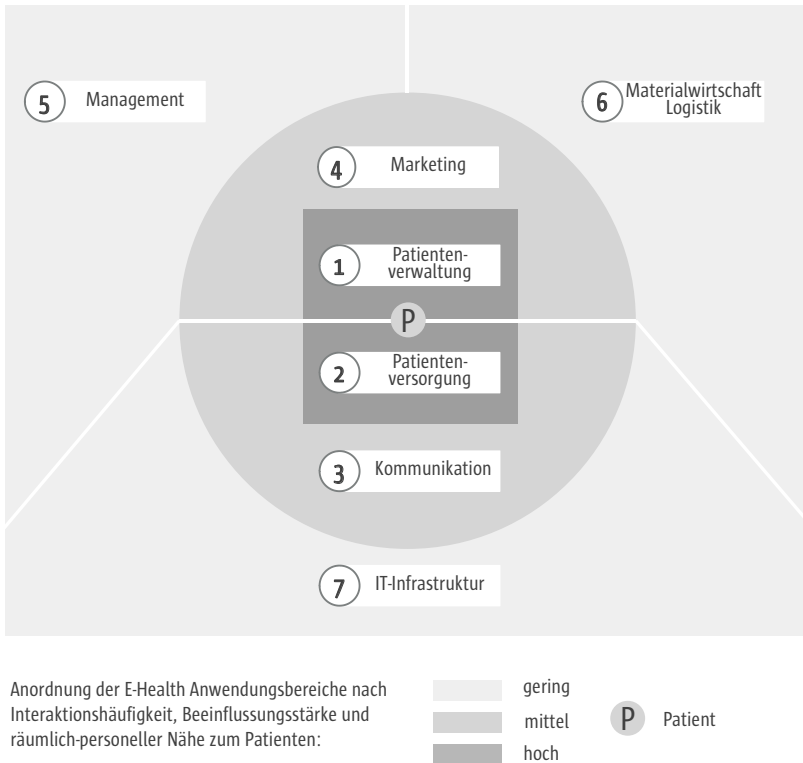 5 Management
6 Materialwirtschaft
Logistik
4 Marketing
1 Patienten-
verwaltung
P
2 Patienten-
versorgung
3 Kommunikation
7 IT-Infrastruktur
Anordnung der E-Health Anwendungsbereiche nach
Interaktionshäufigkeit, Beeinflussungsstärke und
räumlich-personeller Nähe zum Patienten:
gering
mittel
hoch
P Patient